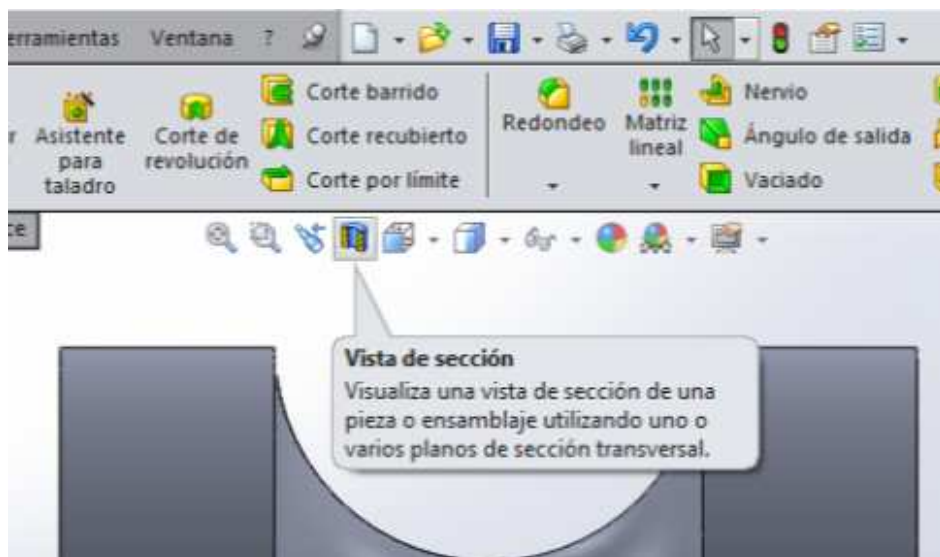 erramientas Ventana ?
Asistente para taladro
Corte de revolución
Corte barrido
Corte recubierto
Corte por límite
Redondeo
Matriz lineal
Nervio
Ángulo de salida
Vaciado
Vista de sección
Visualiza una vista de sección de una
pieza o ensamblaje utilizando uno o
varios planos de sección transversal.